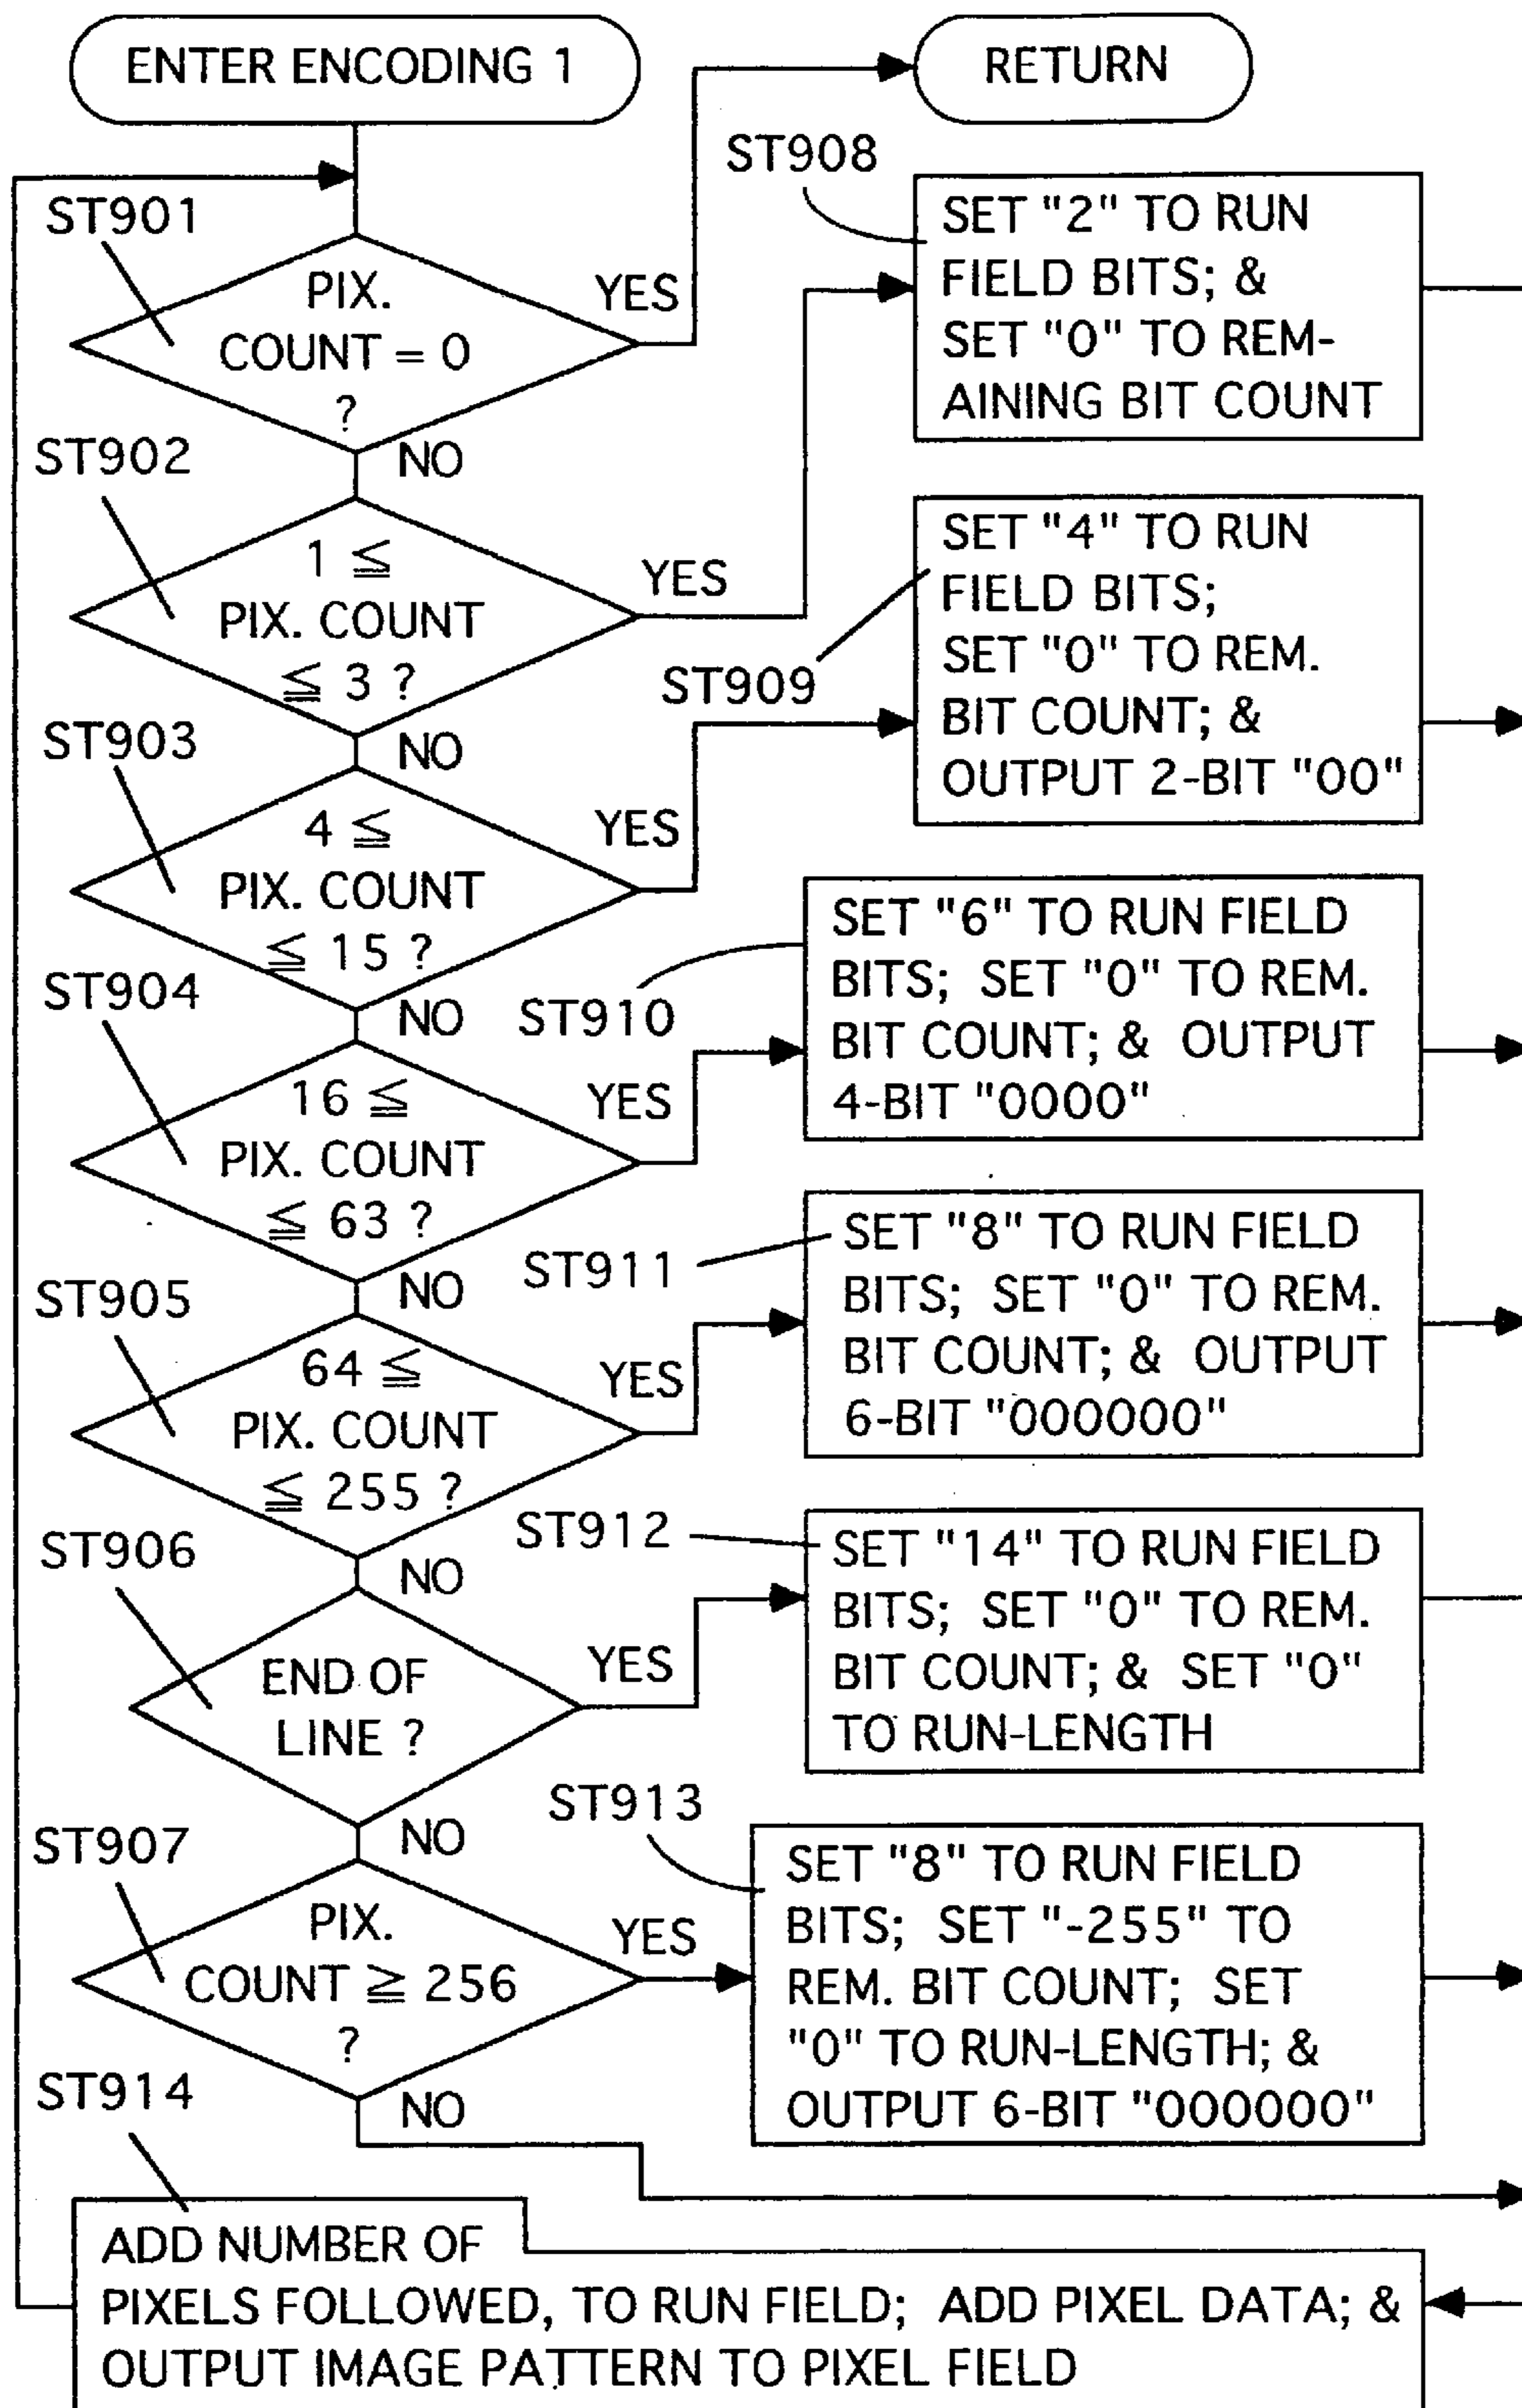 ENTER ENCODING 1
RETURN
ST901
PIX.
COUNT = 0
?
YES
NO
ST908
SET "2" TO RUN
FIELD BITS; &
SET "0" TO REM-
AINING BIT COUNT
ST902
1 ≦
PIX. COUNT
≦ 3 ?
YES
NO
ST909
SET "4" TO RUN
FIELD BITS;
SET "0" TO REM.
BIT COUNT; &
OUTPUT 2-BIT "00"
ST903
4 ≦
PIX. COUNT
≦ 15 ?
YES
NO
ST910
SET "6" TO RUN FIELD
BITS; SET "0" TO REM.
BIT COUNT; & OUTPUT
4-BIT "0000"
ST904
16 ≦
PIX. COUNT
≦ 63 ?
YES
NO
ST911
SET "8" TO RUN FIELD
BITS; SET "0" TO REM.
BIT COUNT; & OUTPUT
6-BIT "000000"
ST905
64 ≦
PIX. COUNT
≦ 255 ?
YES
NO
ST912
SET "14" TO RUN FIELD
BITS; SET "0" TO REM.
BIT COUNT; & SET "0"
TO RUN-LENGTH
ST906
END OF
LINE ?
YES
NO
ST913
SET "8" TO RUN FIELD
BITS; SET "-255" TO
REM. BIT COUNT; SET
"0" TO RUN-LENGTH; &
OUTPUT 6-BIT "000000"
ST907
PIX.
COUNT ≧ 256
?
YES
NO
ST914
ADD NUMBER OF
PIXELS FOLLOWED, TO RUN FIELD; ADD PIXEL DATA; &
OUTPUT IMAGE PATTERN TO PIXEL FIELD